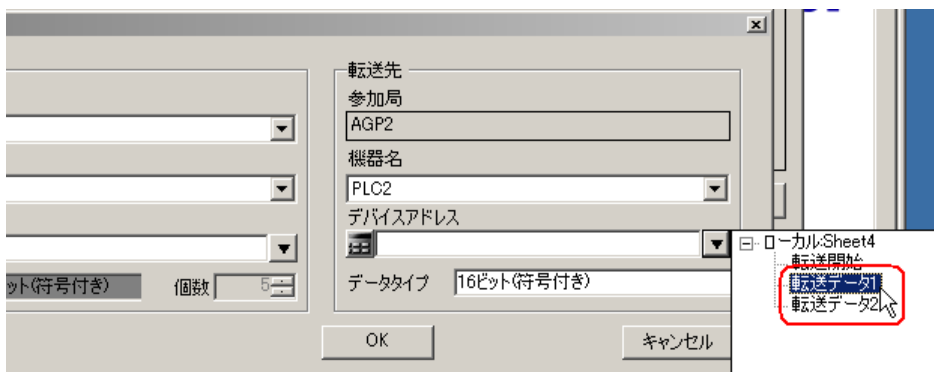 転送先
参加局
AGP2
機器名
PLC2
デバイスアドレス
ローカル:Sheet4
転送開始
転送データ1
転送データ2
ット(符号付き)
個数
5
データタイプ
16ビット(符号付き)
OK
キャンセル